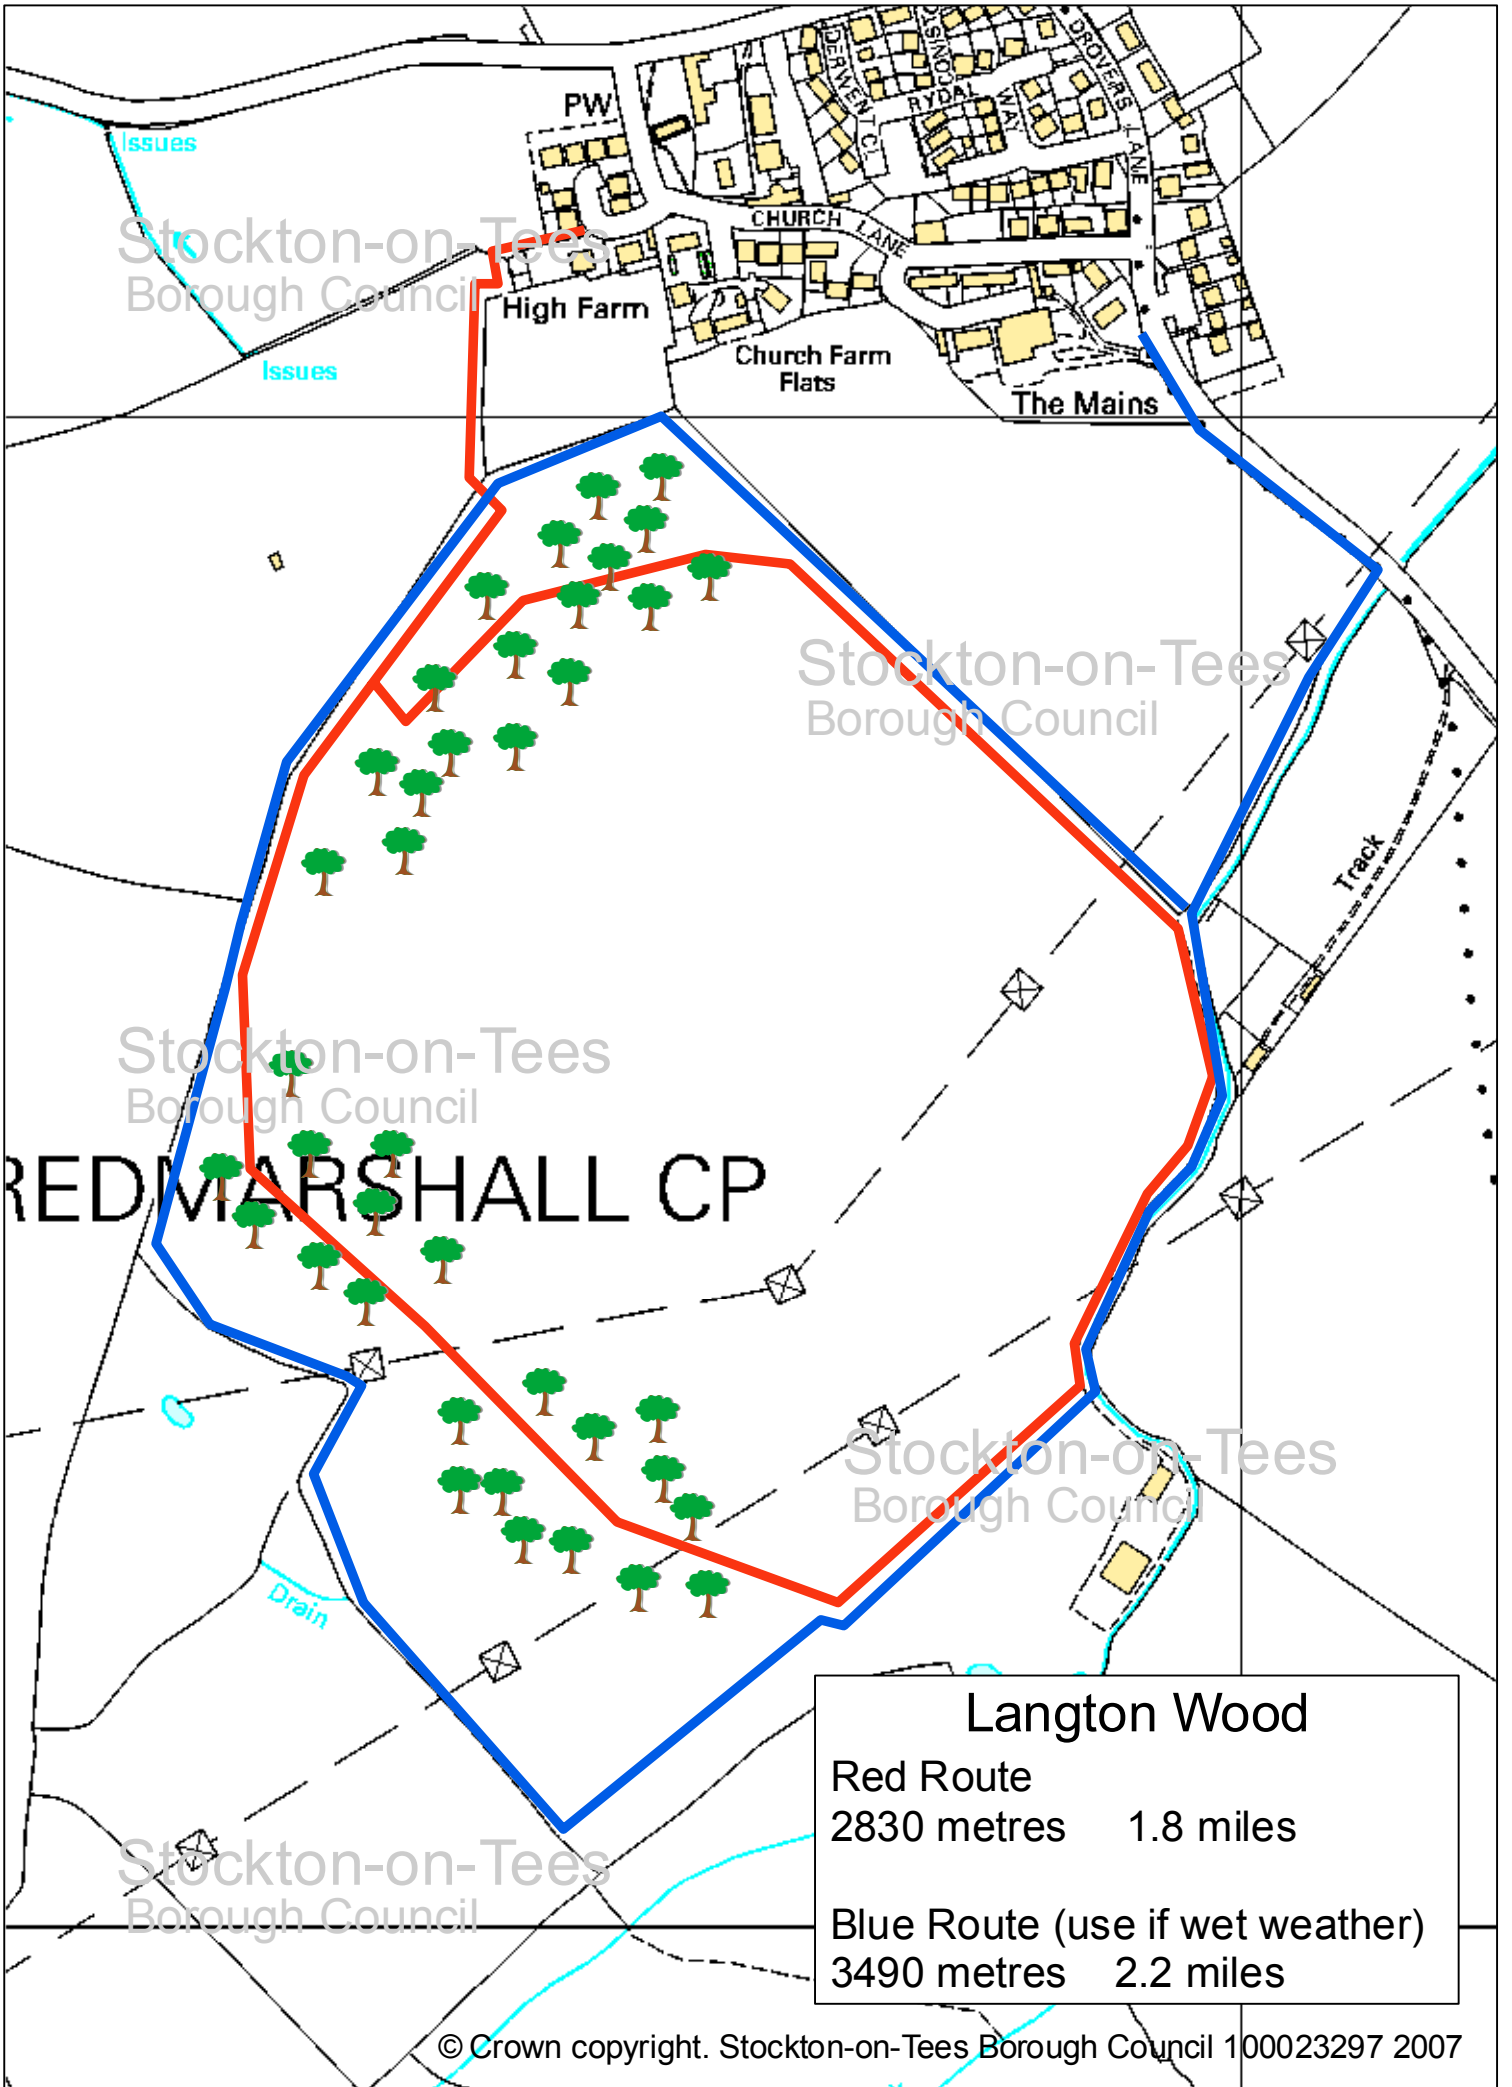 DERWENT CL
RYDAL
WAY
DROVERS LANE
PW
Issues
CHURCH LANE
Stockton-on-Tees
Borough Council
High Farm
Issues
Church Farm
Flats
The Mains
Stockton-on-Tees
Borough Council
Track
Stockton-on-Tees
Borough Council
REDMARSHALL CP
Stockton-on-Tees
Borough Council
Drain
Langton Wood
Red Route
2830 metres 1.8 miles
Blue Route (use if wet weather)
3490 metres 2.2 miles
Stockton-on-Tees
Borough Council
© Crown copyright. Stockton-on-Tees Borough Council 100023297 2007